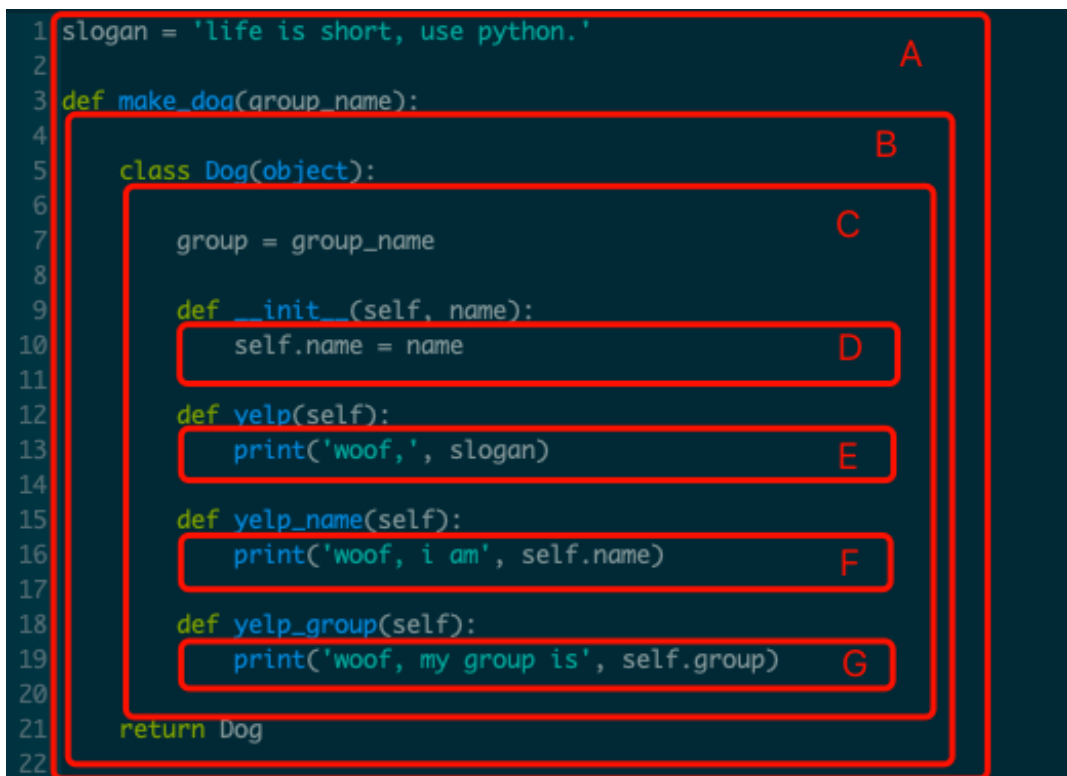 1 slogan = 'life is short, use python.'
A
2
3 def make_dog(group_name):
4
B
5 class Dog(object):
6
C
7 group = group_name
8
9 def __init__(self, name):
10 self.name = name D
11
12 def yelp(self):
13 print('woof,', slogan) E
14
15 def yelp_name(self):
16 print('woof, i am', self.name) F
17
18 def yelp_group(self):
19 print('woof, my group is', self.group) G
20
21 return Dog
22